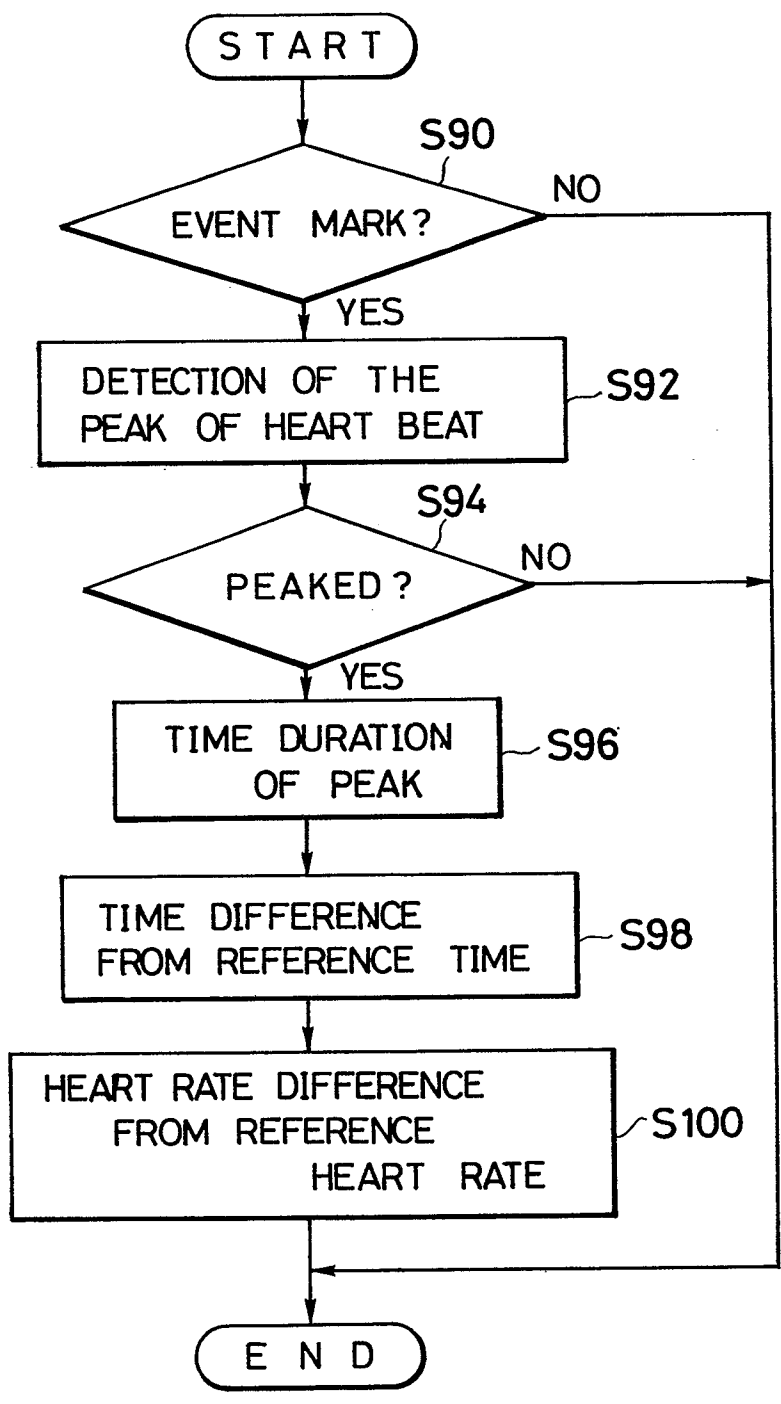 START
S90
EVENT MARK?
NO
YES
DETECTION OF THE
PEAK OF HEART BEAT
S92
S94
PEAKED?
NO
YES
TIME DURATION
OF PEAK
S96
TIME DIFFERENCE
FROM REFERENCE TIME
S98
HEART RATE DIFFERENCE
FROM REFERENCE
HEART RATE
S100
END